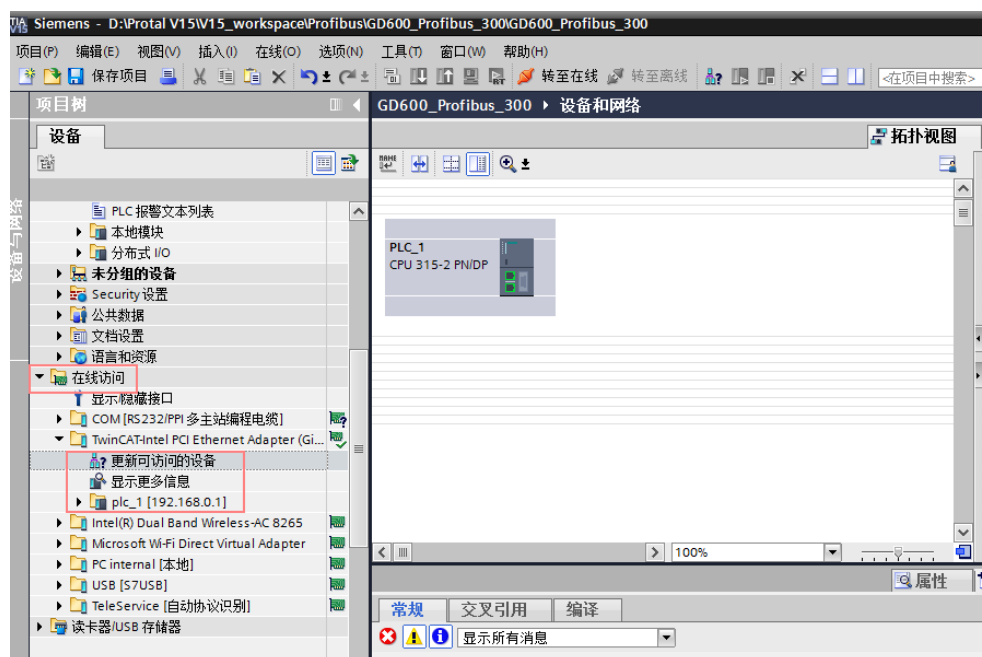 Siemens - D:\Protal V15\V15_workspace\Profibus\GD600_Profibus_300\GD600_Profibus_300
项目(P) 编辑(E) 视图(V) 插入(I) 在线(O) 选项(N) 工具(T) 窗口(W) 帮助(H)
保存项目 转至在线 转至离线 <在项目中搜索>
项目树
GD600_Profibus_300 设备和网络
设备
拓扑视图
PLC 报警文本列表
本地模块
分布式 I/O
未分组的设备
Security 设置
公共数据
文档设置
语言和资源
在线访问
显示/隐藏接口
COM [RS232/PPI 多主站编程电缆]
TwinCAT-Intel PCI Ethernet Adapter (Gi...
更新可访问的设备
显示更多信息
plc_1 [192.168.0.1]
Intel(R) Dual Band Wireless-AC 8265
Microsoft Wi-Fi Direct Virtual Adapter
PC internal [本地]
USB [S7USB]
TeleService [自动协议识别]
读卡器/USB 存储器
设备与网络
PLC_1
CPU 315-2 PN/DP
100%
属性
常规 交叉引用 编译
显示所有消息